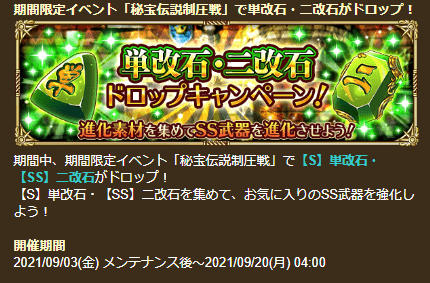 期間限定イベント「秘宝伝説制圧戦」で単改石・二改石がドロップ！
単改石・二改石
ドロップキャンペーン！
進化素材を集めてSS武器を進化させよう！
期間中、期間限定イベント「秘宝伝説制圧戦」で【S】単改石・
【SS】二改石がドロップ！
【S】単改石・【SS】二改石を集めて、お気に入りのSS武器を強化し
よう！
開催期間
2021/09/03(金) メンテナンス後～2021/09/20(月) 04:00